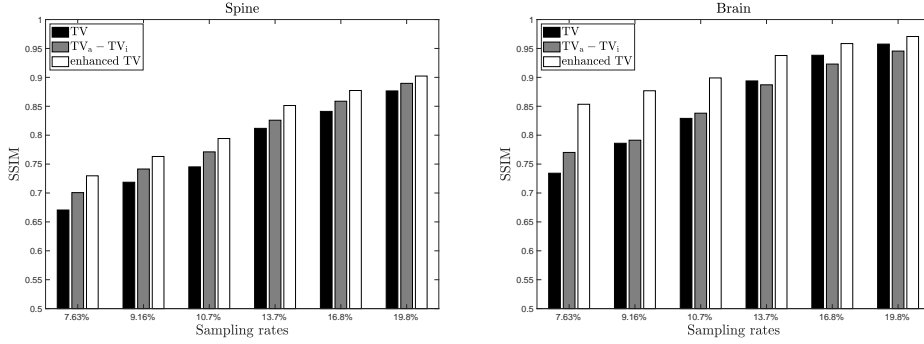 Spine
1
0.95
0.9
0.85
0.8
0.75
0.7
0.65
0.6
0.55
0.5
SSIM
TV
TVₐ − TVᵢ
enhanced TV
7.63% 9.16% 10.7% 13.7% 16.8% 19.8%
Sampling rates
Brain
1
0.95
0.9
0.85
0.8
0.75
0.7
0.65
0.6
0.55
0.5
SSIM
TV
TVₐ − TVᵢ
enhanced TV
7.63% 9.16% 10.7% 13.7% 16.8% 19.8%
Sampling rates